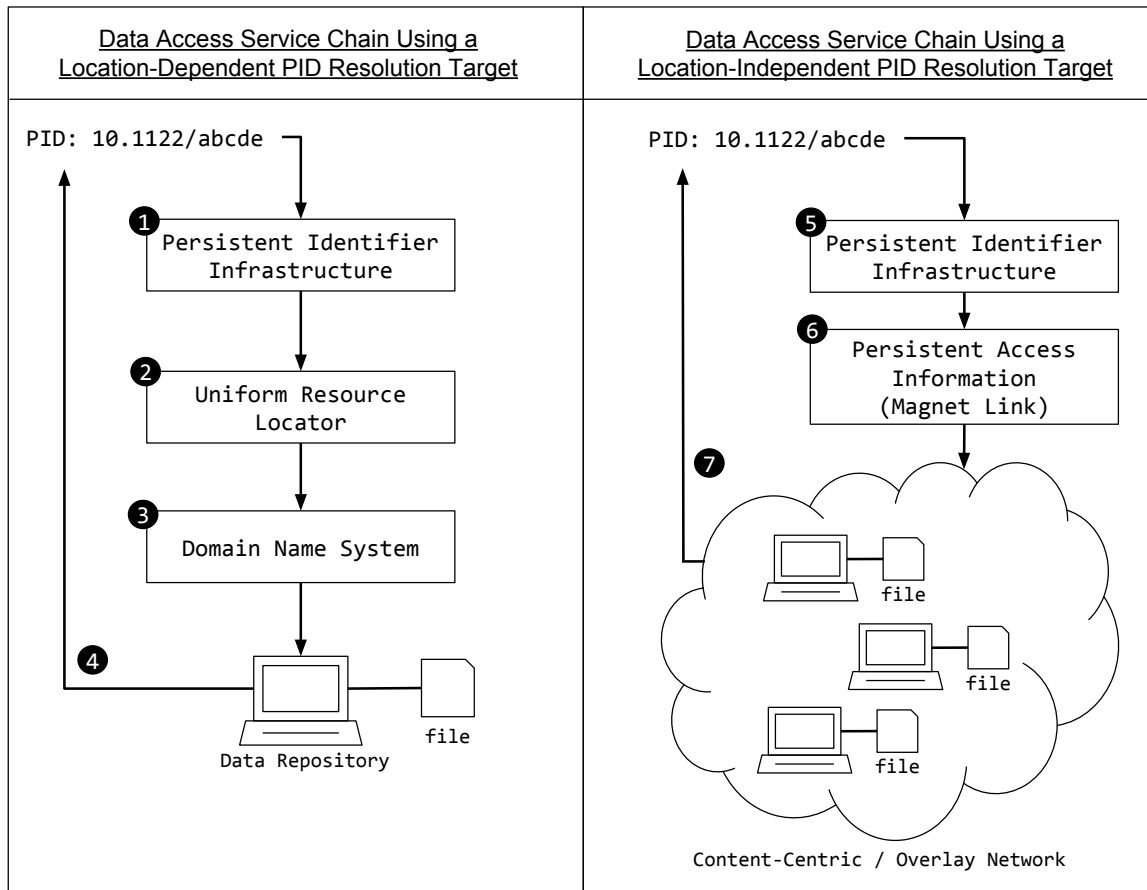 Data Access Service Chain Using a
Location-Dependent PID Resolution Target
PID: 10.1122/abcde
1
Persistent Identifier
Infrastructure
2
Uniform Resource
Locator
3
Domain Name System
4
file
Data Repository
Data Access Service Chain Using a
Location-Independent PID Resolution Target
PID: 10.1122/abcde
5
Persistent Identifier
Infrastructure
6
Persistent Access
Information
(Magnet Link)
7
file
file
file
Content-Centric / Overlay Network